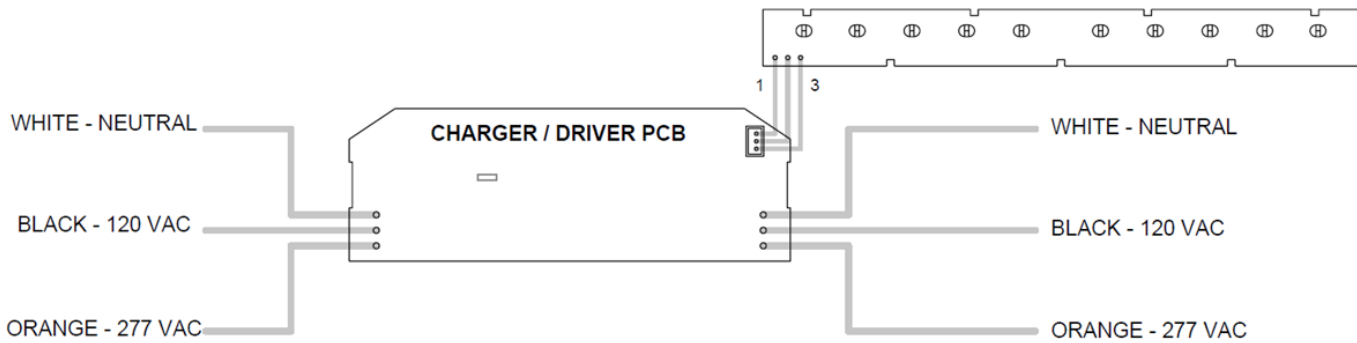 1 3
WHITE - NEUTRAL
CHARGER / DRIVER PCB
WHITE - NEUTRAL
BLACK - 120 VAC
BLACK - 120 VAC
ORANGE - 277 VAC
ORANGE - 277 VAC